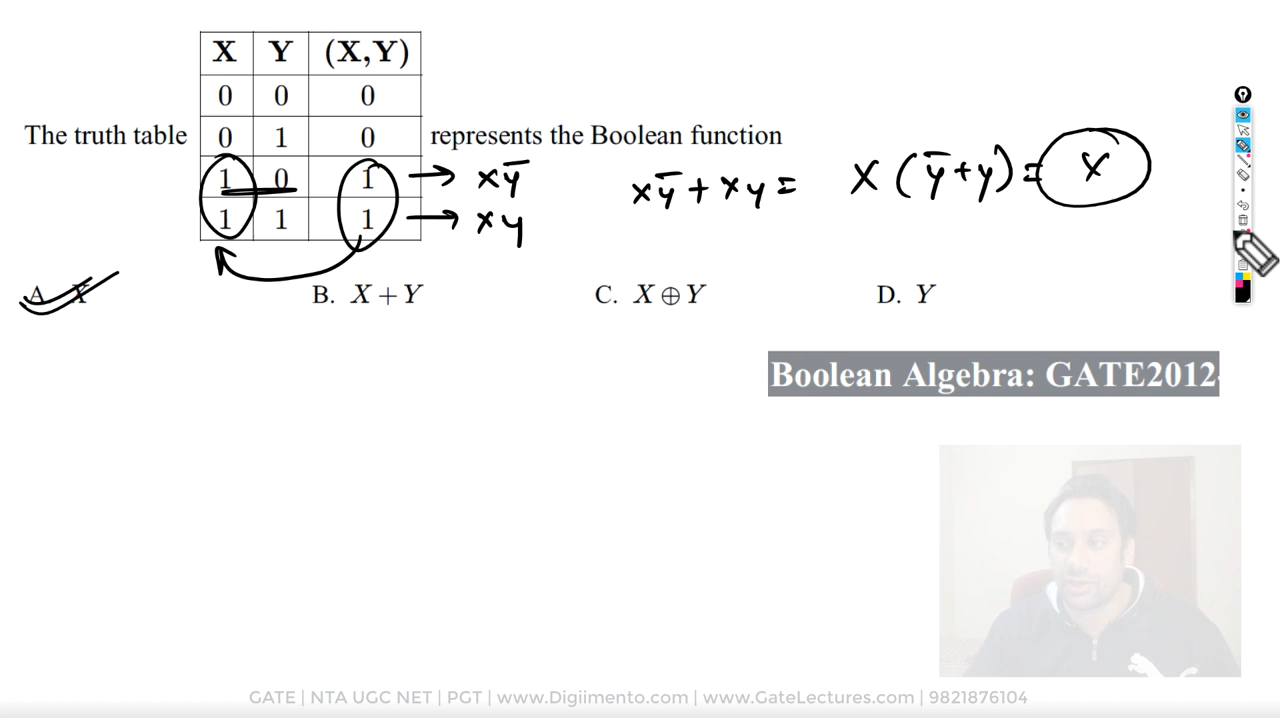 X Y (X,Y)
0 0 0
The truth table 0 1 0 represents the Boolean function
1 0 1 → xȳ xȳ + xy = x(ȳ+y) = x
1 1 1 → xy
A. X B. X + Y C. X ⊕ Y D. Y
Boolean Algebra: GATE2012-
GATE | NTA UGC NET | PGT | www.Digiimento.com | www.GateLectures.com | 9821876104